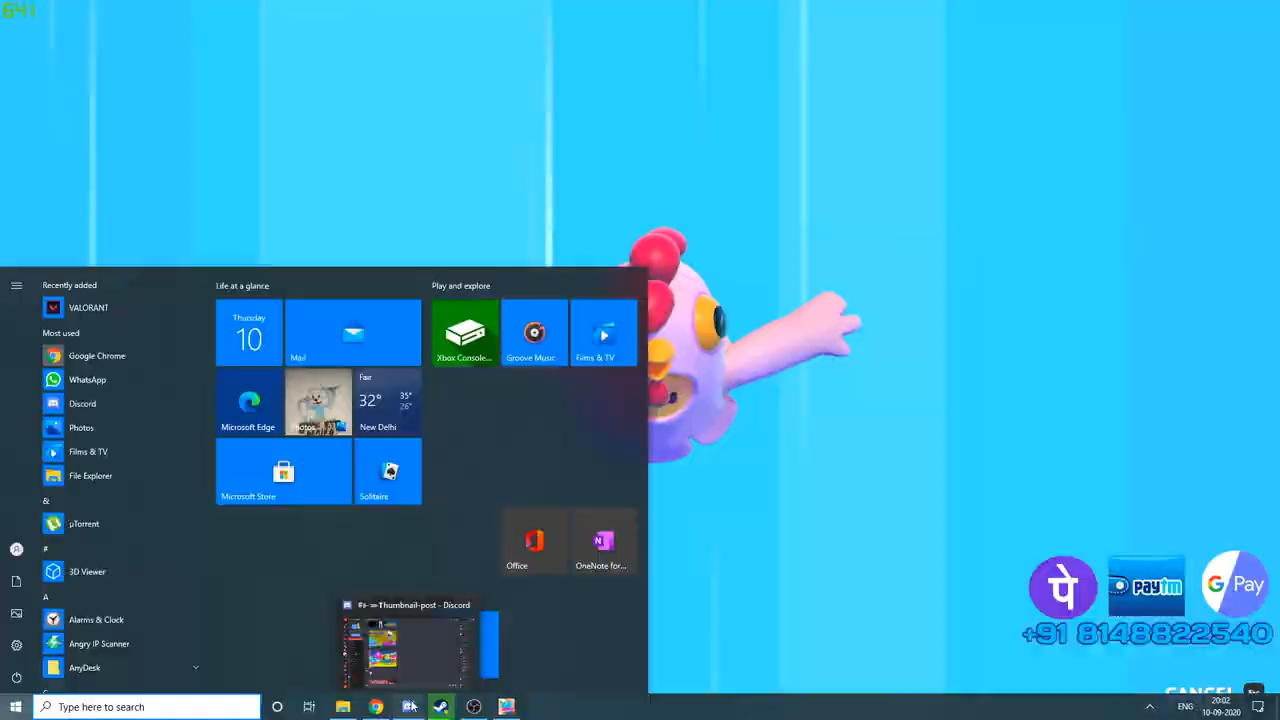 641
Recently added
VALORANT
Most used
Google Chrome
WhatsApp
Discord
Photos
Films & TV
File Explorer
&
µTorrent
#
3D Viewer
A
Alarms & Clock
Angry IP Scanner
AnyDesk
Life at a glance
Thursday
10
Mail
Microsoft Edge
Photos
Fair
32° 35°
26°
New Delhi
Microsoft Store
Solitaire
Play and explore
Xbox Console...
Groove Music
Films & TV
Office
OneNote for...
Thumbnail-post - Discord
पे
Paytm
G Pay
+91 8148822540
CANCEL
Type here to search
ENG
20:02
10-09-2020